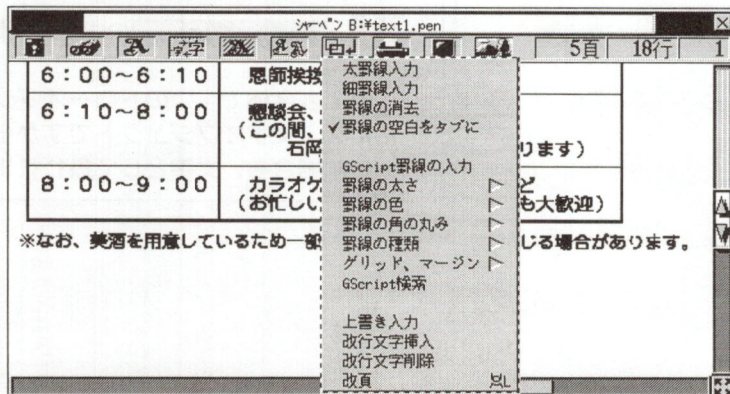 シャーペン B:¥text1.pen
5頁 18行 1
6：00～6：10 恩師挨拶
6：10～8：00 懇談会、
（この間、
石岡 ります）
8：00～9：00 カラオケ ど
（お忙しい も大歓迎）
※なお、美酒を用意しているため一部 じる場合があります。
太罫線入力
細罫線入力
罫線の消去
✓罫線の空白をタブに
GScript罫線の入力
罫線の太さ
罫線の色
罫線の角の丸み
罫線の種類
グリッド、マージン
GScript検索
上書き入力
改行文字挿入
改行文字削除
改頁 L